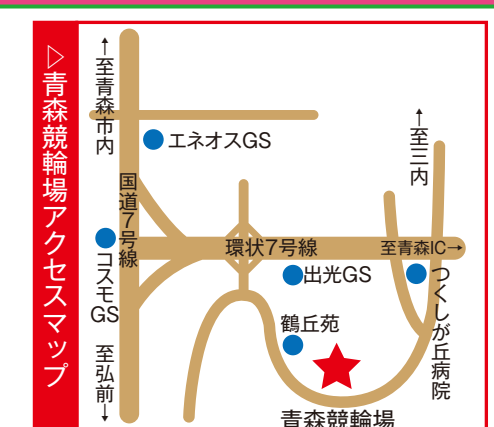 ▷青森競輪場アクセスマップ
↑至青森市内
エネオスGS
↑至三内
国道7号線
環状7号線
至青森IC→
コスモGS
出光GS
つくしが丘病院
鶴丘苑
至弘前↓
青森競輪場